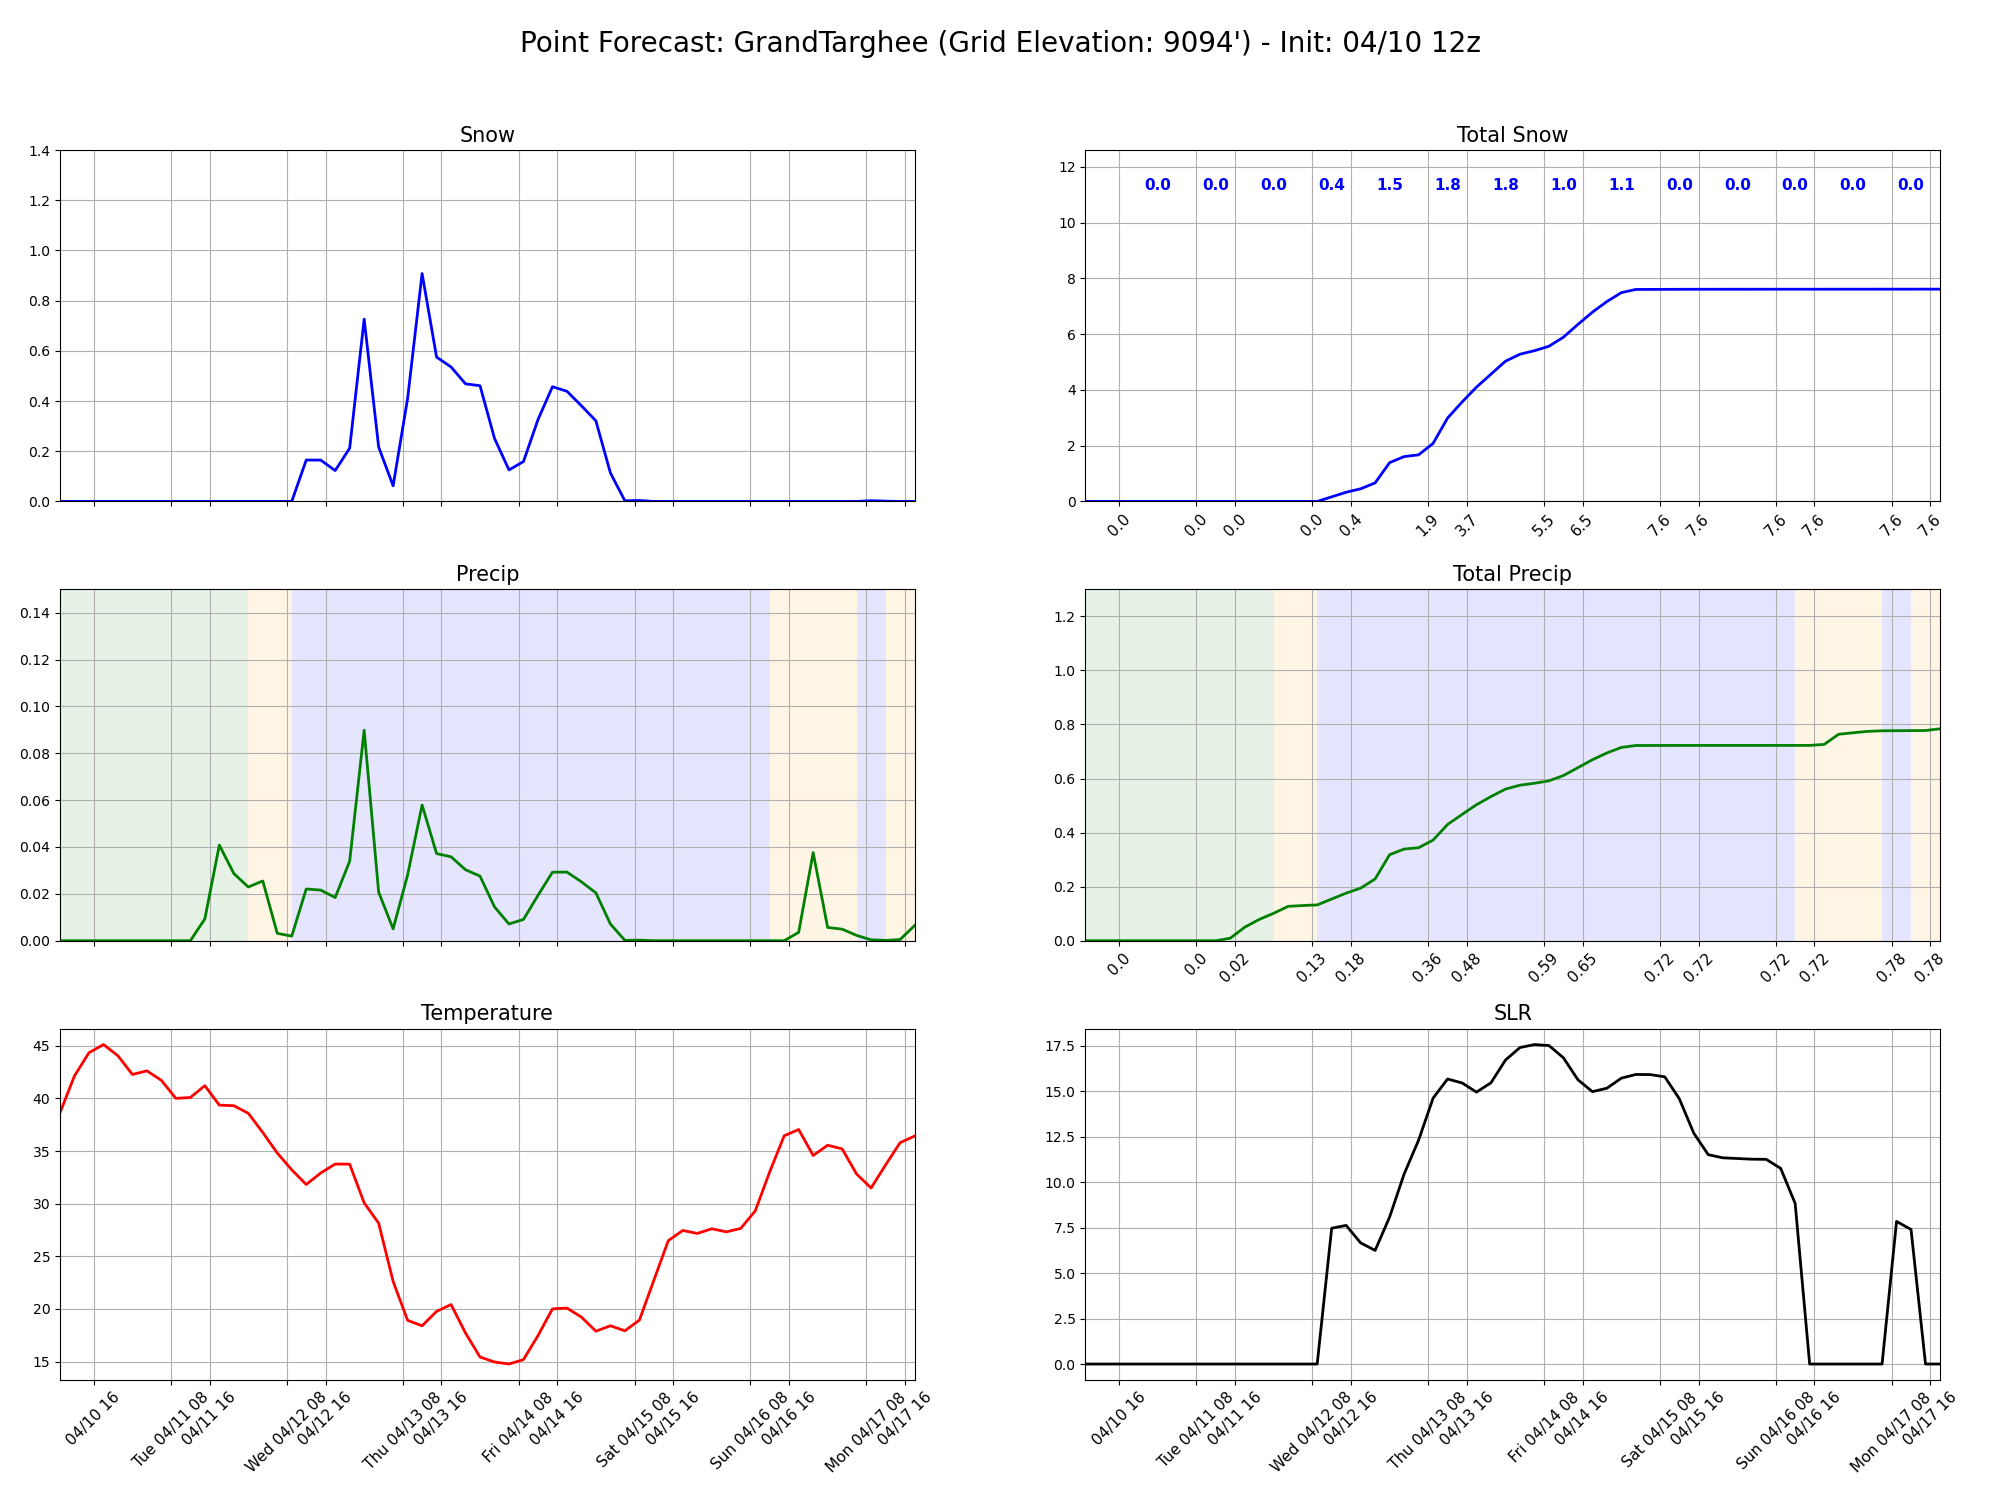 Point Forecast: GrandTarghee (Grid Elevation: 9094') - Init: 04/10 12z
Snow
1.4
1.2
1.0
0.8
0.6
0.4
0.2
0.0
Total Snow
12
10
8
6
4
2
0
0.0 0.0 0.0 0.4 1.5 1.8 1.8 1.0 1.1 0.0 0.0 0.0 0.0 0.0
0.0 0.0 0.0 0.0 0.4 1.9 3.7 5.5 6.5 7.6 7.6 7.6 7.6 7.6 7.6
Precip
0.14
0.12
0.10
0.08
0.06
0.04
0.02
0.00
Total Precip
1.2
1.0
0.8
0.6
0.4
0.2
0.0
0.0 0.0 0.02 0.13 0.18 0.36 0.48 0.59 0.65 0.72 0.72 0.72 0.72 0.78 0.78
Temperature
45
40
35
30
25
20
15
04/10 16
Tue 04/11 08
04/11 16
Wed 04/12 08
04/12 16
Thu 04/13 08
04/13 16
Fri 04/14 08
04/14 16
Sat 04/15 08
04/15 16
Sun 04/16 08
04/16 16
Mon 04/17 08
04/17 16
SLR
17.5
15.0
12.5
10.0
7.5
5.0
2.5
0.0
04/10 16
Tue 04/11 08
04/11 16
Wed 04/12 08
04/12 16
Thu 04/13 08
04/13 16
Fri 04/14 08
04/14 16
Sat 04/15 08
04/15 16
Sun 04/16 08
04/16 16
Mon 04/17 08
04/17 16